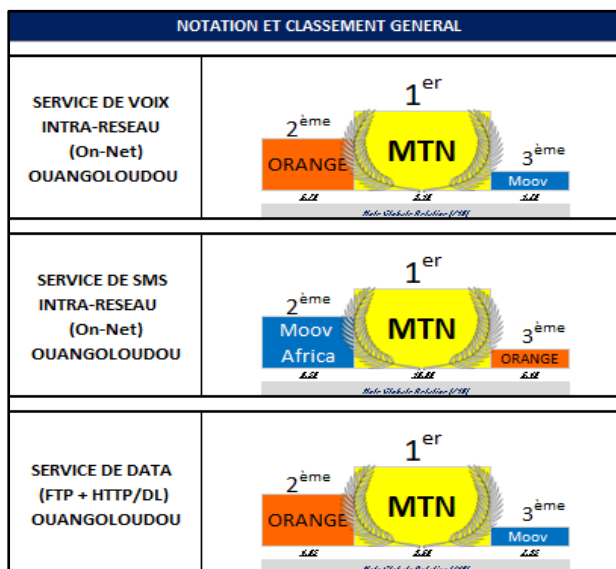 NOTATION ET CLASSEMENT GENERAL
SERVICE DE VOIX
INTRA-RESEAU
(On-Net)
OUANGOLOUDOU
1er
2ème
3ème
ORANGE
MTN
Moov
SERVICE DE SMS
INTRA-RESEAU
(On-Net)
OUANGOLOUDOU
1er
2ème
3ème
Moov
Africa
MTN
ORANGE
SERVICE DE DATA
(FTP + HTTP/DL)
OUANGOLOUDOU
1er
2ème
3ème
ORANGE
MTN
Moov